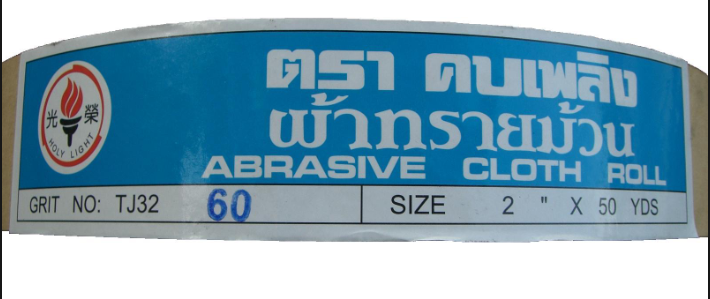 ตรา คบเพลิง
ผ้าทรายม้วน
ABRASIVE CLOTH ROLL
光 榮
HOLY LIGHT
GRIT NO: TJ32 60 SIZE 2 " X 50 YDS